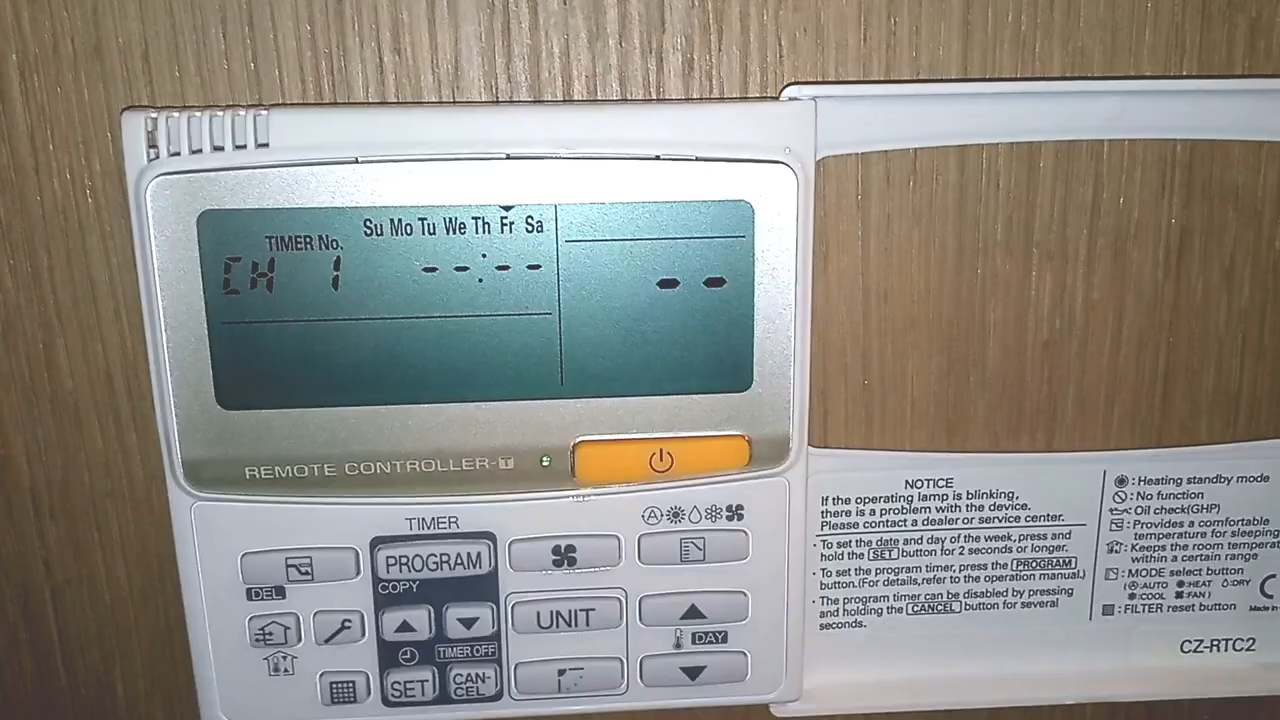 Su Mo Tu We Th Fr Sa
TIMER No.
CH 1 --:-- --
REMOTE CONTROLLER-T
TIMER
PROGRAM
COPY
DEL
UNIT
DAY
TIMER OFF
SET
CAN-
CEL
NOTICE
If the operating lamp is blinking,
there is a problem with the device.
Please contact a dealer or service center.
· To set the date and day of the week, press and
hold the SET button for 2 seconds or longer.
· To set the program timer, press the PROGRAM
button.(For details,refer to the operation manual.)
· The program timer can be disabled by pressing
and holding the CANCEL button for several
seconds.
: Heating standby mode
: No function
: Oil check(GHP)
: Provides a comfortable
temperature for sleeping
: Keeps the room temperat
within a certain range
: MODE select button
(A:AUTO :HEAT :DRY
:COOL :FAN )
: FILTER reset button
Made in
CZ-RTC2